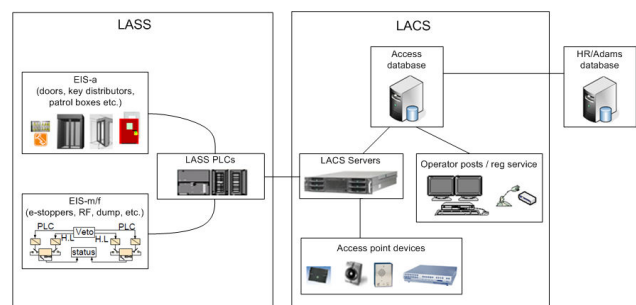 LASS
LACS
EIS-a
(doors, key distributors,
patrol boxes etc.)
LASS PLCs
EIS-m/f
(e-stoppers, RF, dump, etc.)
PLC
Veto
PLC
H.L
H.L
status
Access
database
HR/Adams
database
LACS Servers
Operator posts / reg service
Access point devices